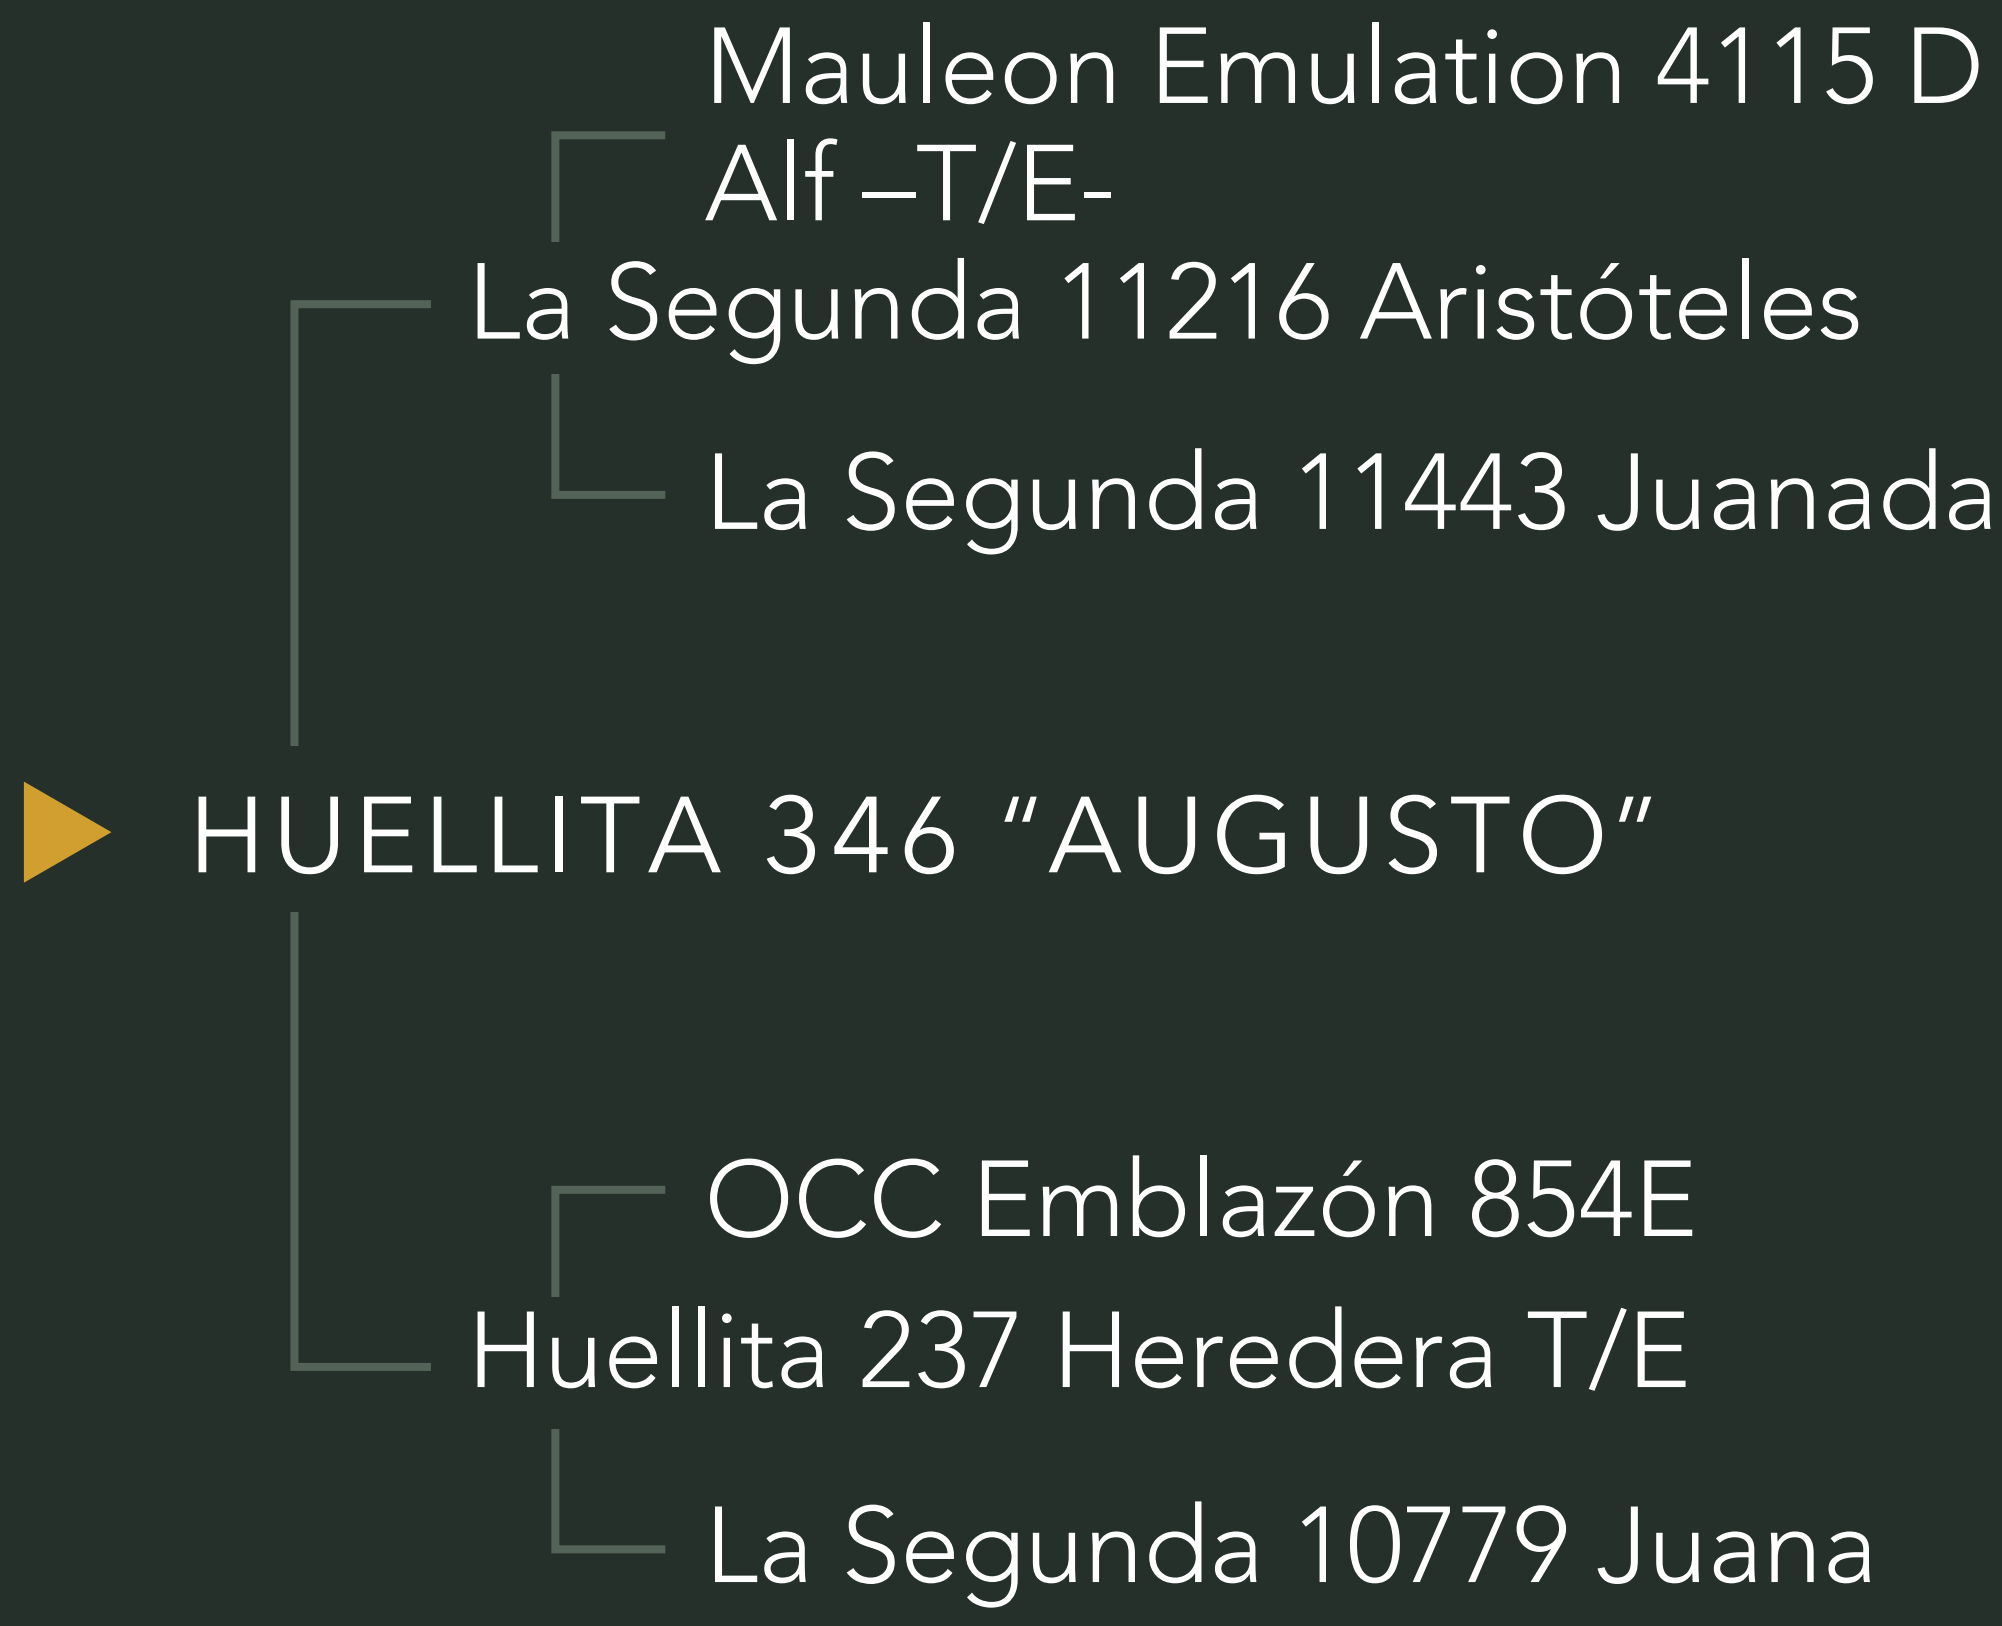 Mauleon Emulation 4115 D
Alf –T/E-
La Segunda 11216 Aristóteles
La Segunda 11443 Juanada
HUELLITA 346 “AUGUSTO”
OCC Emblazón 854E
Huellita 237 Heredera T/E
La Segunda 10779 Juana